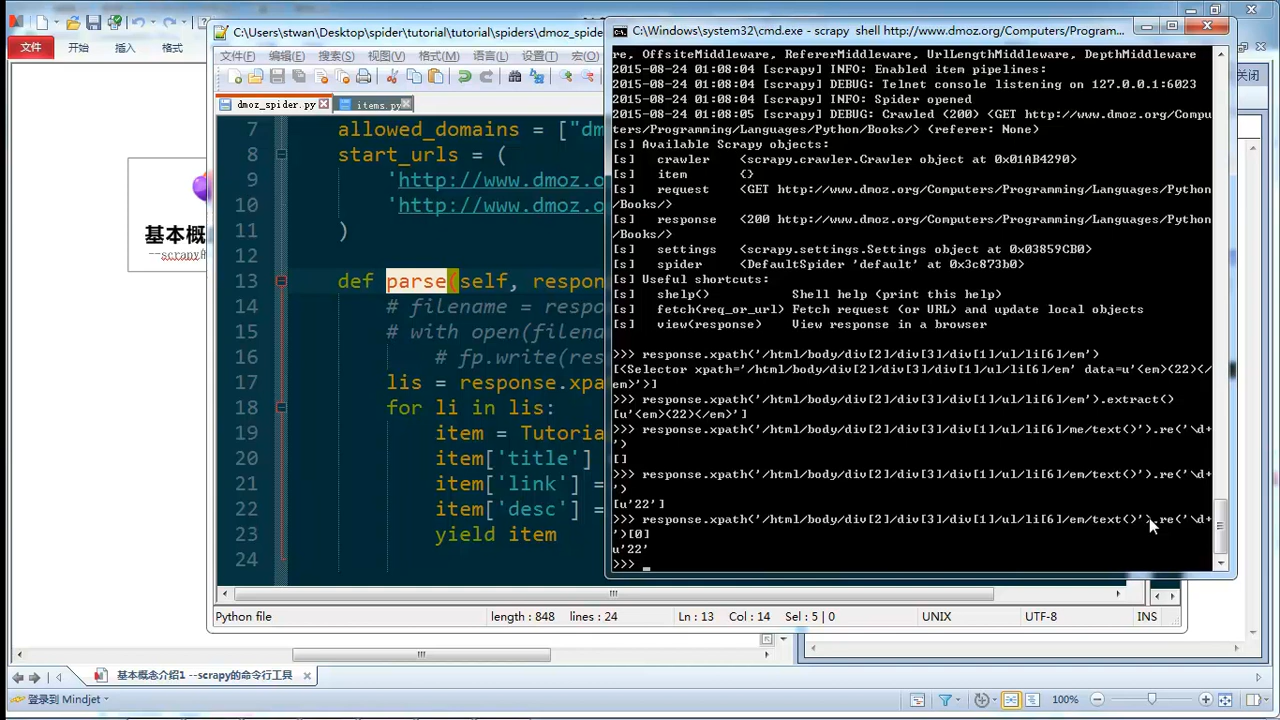 C:\Users\stwan\Desktop\spider\tutorial\tutorial\spiders\dmoz_spide
文件 开始 插入 格式
关闭
基本概
--scrapy的
文件(F) 编辑(E) 搜索(S) 视图(V) 格式(M) 语言(L) 设置(T)
dmoz_spider.py items.py
7 allowed_domains = ["dm
8 start_urls = (
9 'http://www.dmoz.o
10 'http://www.dmoz.o
11 )
12
13 def parse(self, respon
14 # filename = respo
15 # with open(filena
16 # fp.write(res
17 lis = response.xpa
18 for li in lis:
19 item = Tutoria
20 item['title']
21 item['link'] =
22 item['desc'] =
23 yield item
24
Python file length : 848 lines : 24 Ln : 13 Col : 14 Sel : 5 | 0 UNIX UTF-8 INS
C:\Windows\system32\cmd.exe - scrapy shell http://www.dmoz.org/Computers/Program...
re, OffsiteMiddleware, RefererMiddleware, UrlLengthMiddleware, DepthMiddleware
2015-08-24 01:08:04 [scrapy] INFO: Enabled item pipelines:
2015-08-24 01:08:04 [scrapy] DEBUG: Telnet console listening on 127.0.0.1:6023
2015-08-24 01:08:04 [scrapy] INFO: Spider opened
2015-08-24 01:08:05 [scrapy] DEBUG: Crawled (200) <GET http://www.dmoz.org/Compu
ters/Programming/Languages/Python/Books/> (referer: None)
[s] Available Scrapy objects:
[s]   crawler    <scrapy.crawler.Crawler object at 0x01AB4290>
[s]   item       {}
[s]   request    <GET http://www.dmoz.org/Computers/Programming/Languages/Python
/Books/>
[s]   response   <200 http://www.dmoz.org/Computers/Programming/Languages/Python
/Books/>
[s]   settings   <scrapy.settings.Settings object at 0x03859CB0>
[s]   spider     <DefaultSpider 'default' at 0x3c873b0>
[s] Useful shortcuts:
[s]   shelp()           Shell help (print this help)
[s]   fetch(req_or_url) Fetch request (or URL) and update local objects
[s]   view(response)    View response in a browser
>>> response.xpath('/html/body/div[2]/div[3]/div[1]/ul/li[6]/em')
[<Selector xpath='/html/body/div[2]/div[3]/div[1]/ul/li[6]/em' data=u'<em>(22)</
em>'>]
>>> response.xpath('/html/body/div[2]/div[3]/div[1]/ul/li[6]/em').extract()
[u'<em>(22)</em>']
>>> response.xpath('/html/body/div[2]/div[3]/div[1]/ul/li[6]/me/text()').re('\d+
')
[]
>>> response.xpath('/html/body/div[2]/div[3]/div[1]/ul/li[6]/em/text()').re('\d+
')
[u'22']
>>> response.xpath('/html/body/div[2]/div[3]/div[1]/ul/li[6]/em/text()').re('\d+
')[0]
u'22'
>>>
基本概念介绍1 --scrapy的命令行工具
登录到 Mindjet
100%